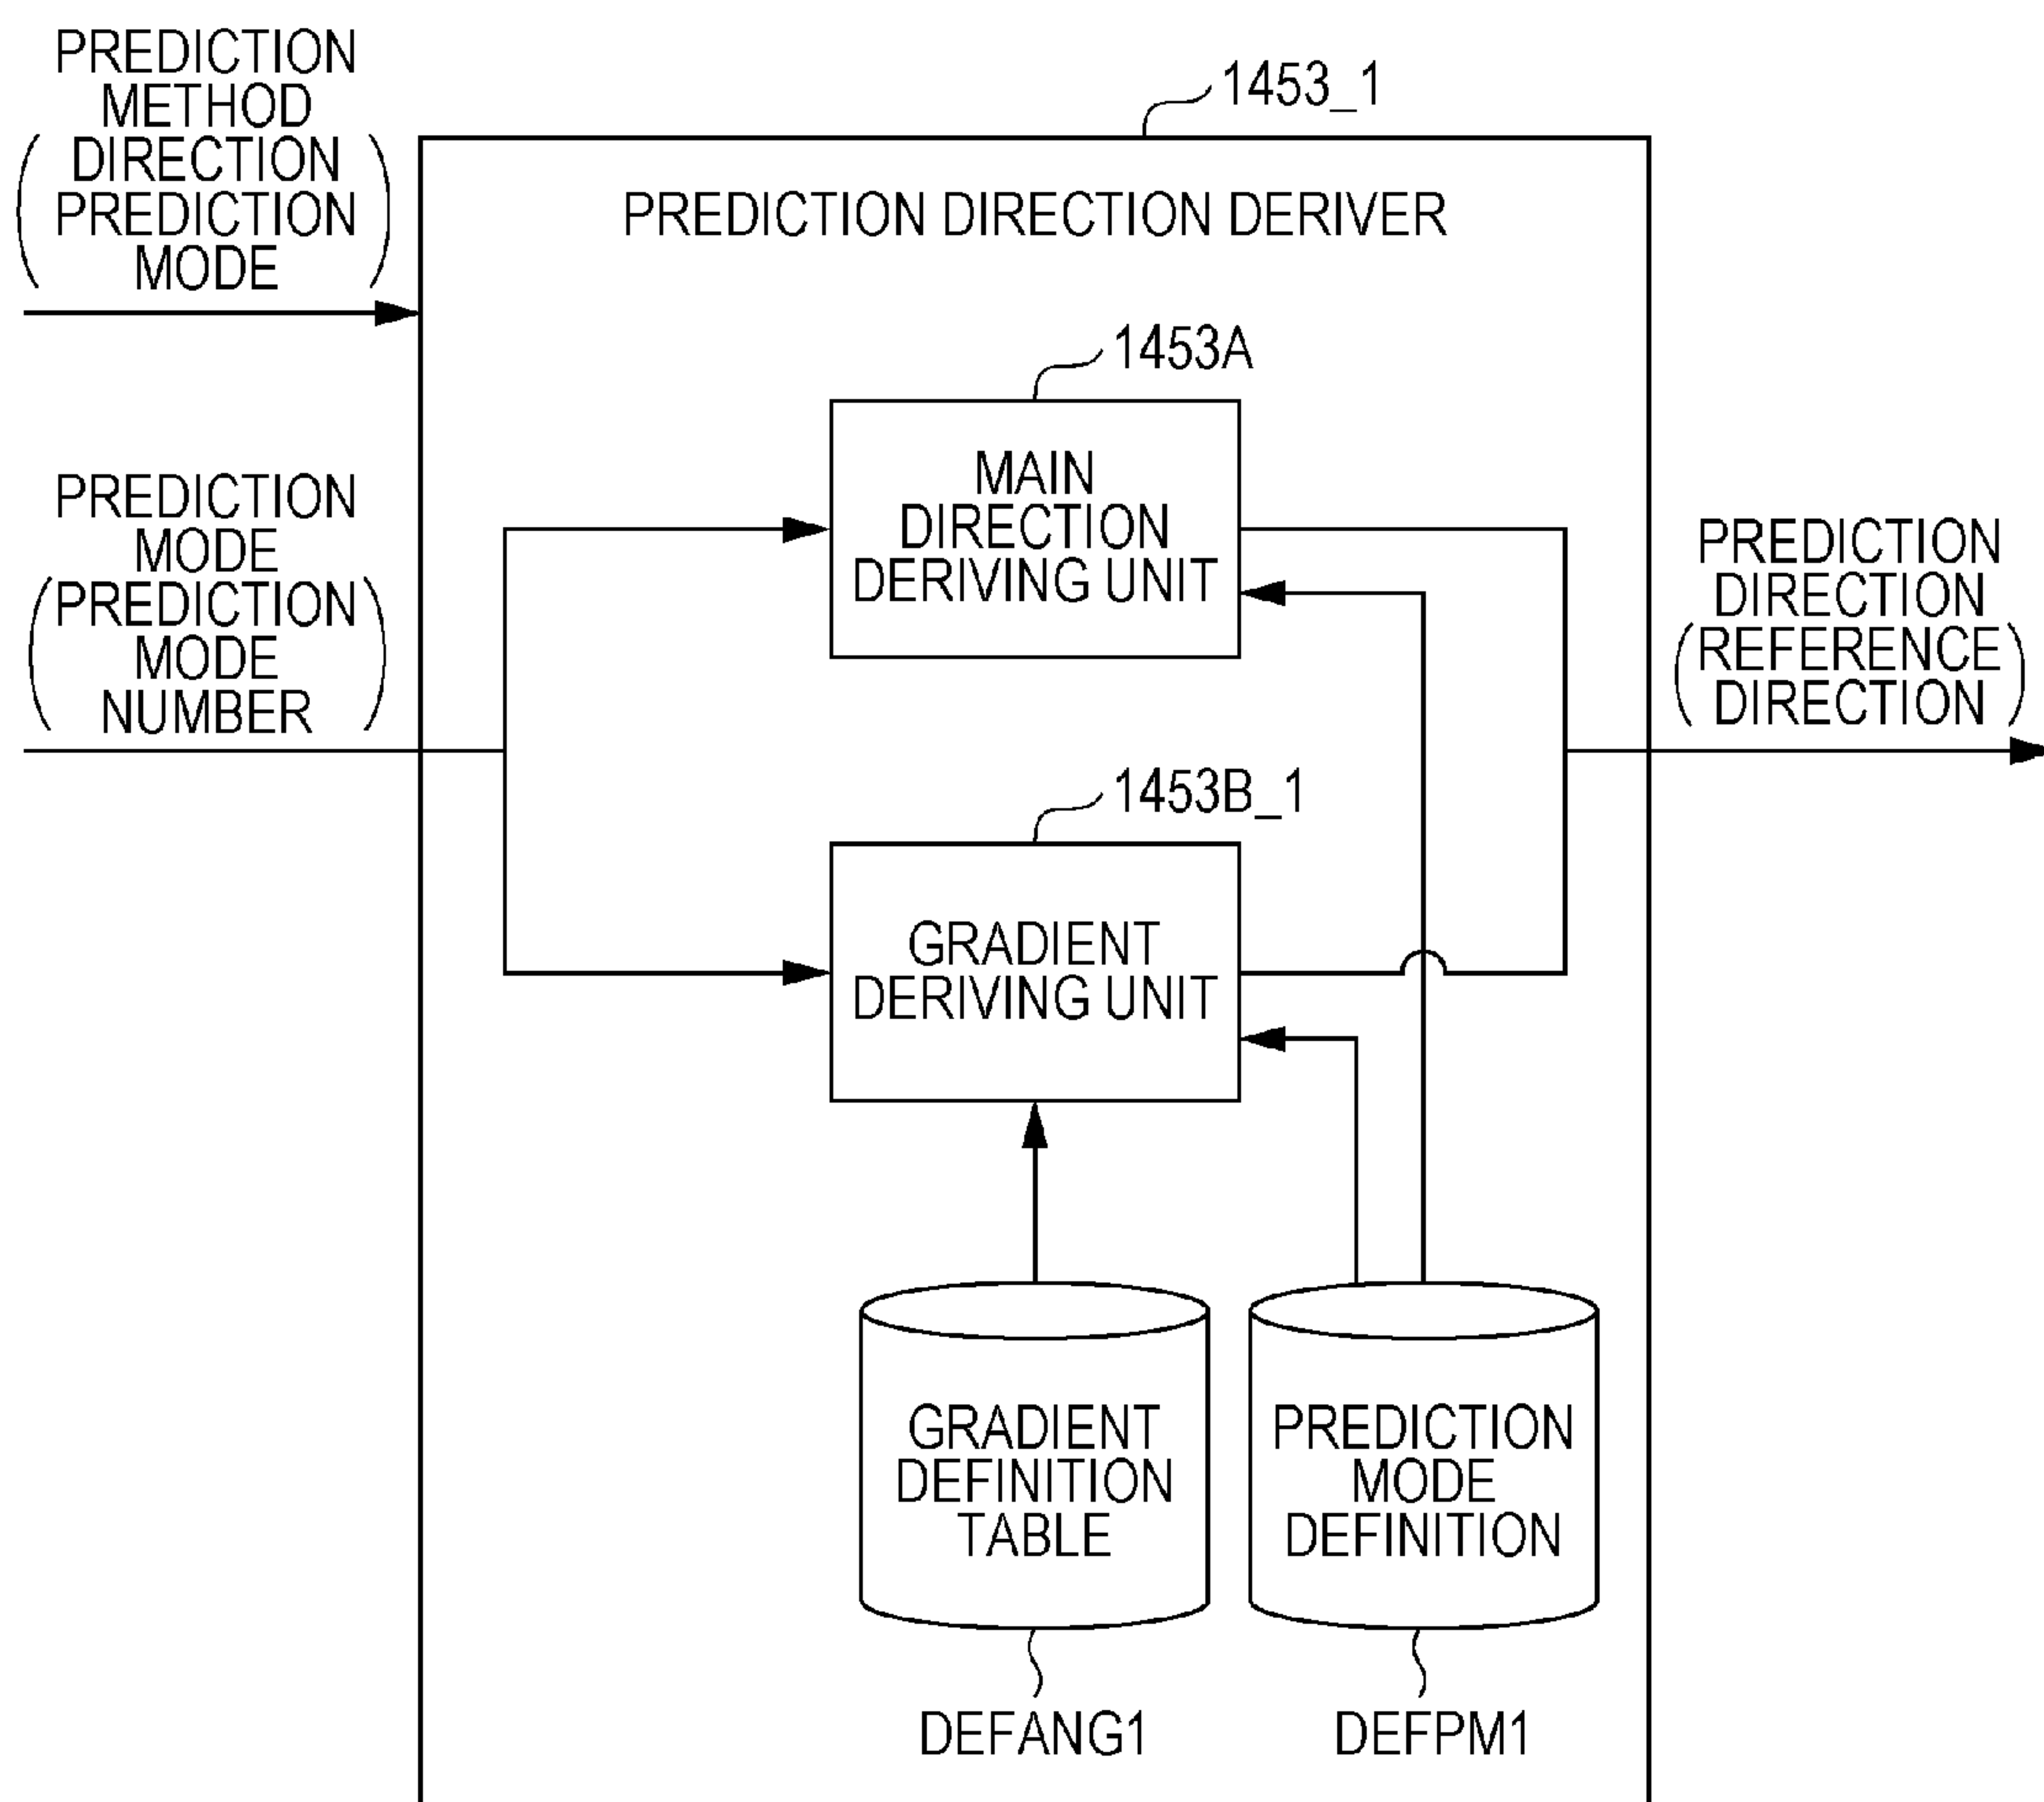 PREDICTION
METHOD
(DIRECTION
PREDICTION
MODE)
1453_1
PREDICTION DIRECTION DERIVER
1453A
MAIN
DIRECTION
DERIVING UNIT
PREDICTION
MODE
(PREDICTION
MODE
NUMBER)
PREDICTION
DIRECTION
(REFERENCE
DIRECTION)
1453B_1
GRADIENT
DERIVING UNIT
GRADIENT
DEFINITION
TABLE
PREDICTION
MODE
DEFINITION
DEFANG1
DEFPM1